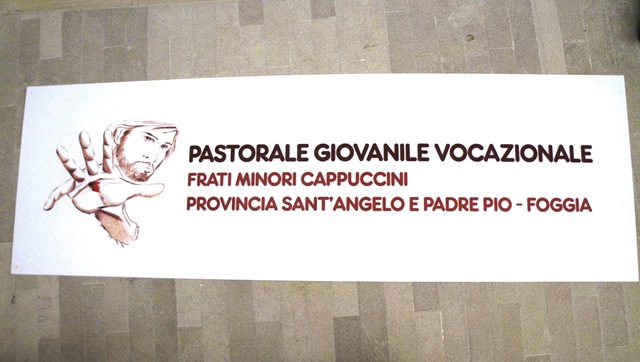 PASTORALE GIOVANILE VOCAZIONALE
FRATI MINORI CAPPUCCINI
PROVINCIA SANT'ANGELO E PADRE PIO - FOGGIA